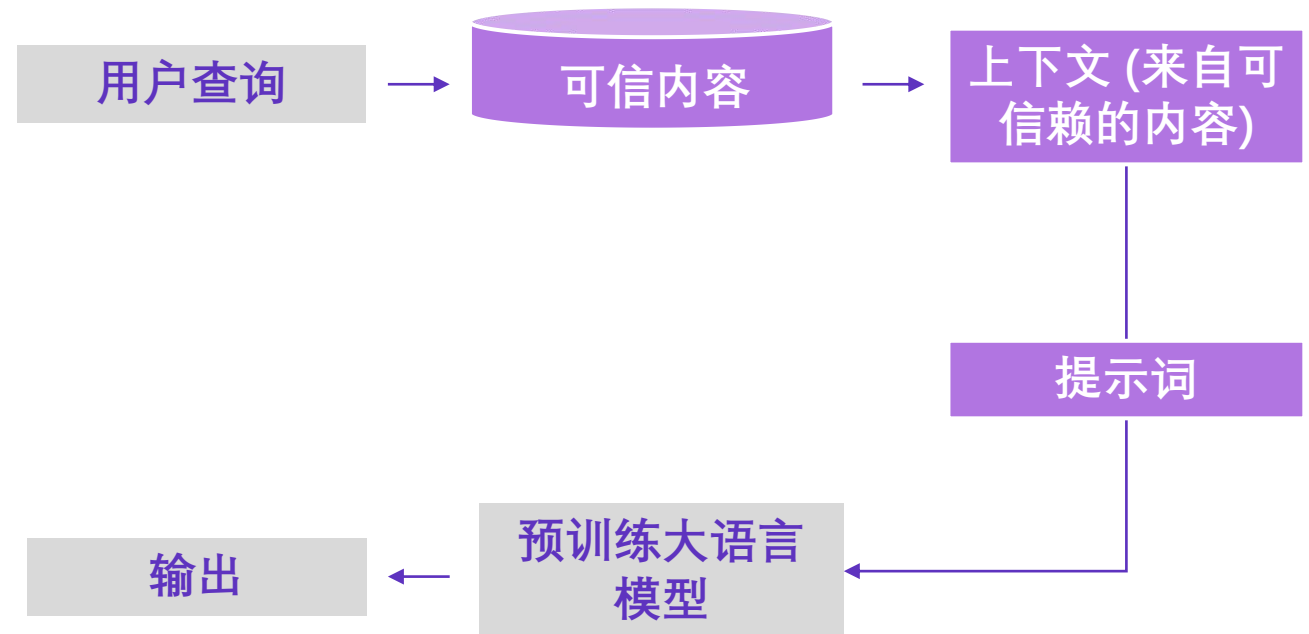 用户查询
可信内容
上下文 (来自可
信赖的内容)
提示词
预训练大语言
模型
输出